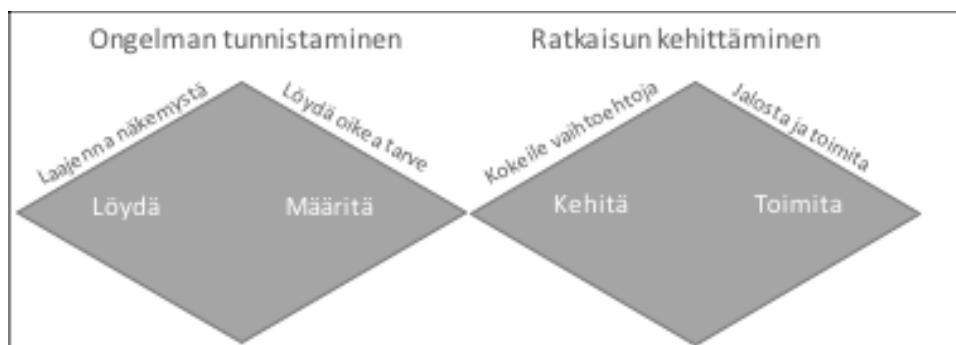 Ongelman tunnistaminen
Ratkaisun kehittäminen
Laajenna näkemystä
Löydä oikea tarve
Kokeile vaihtoehtoja
Jalosta ja toimita
Löydä
Määritä
Kehitä
Toimita